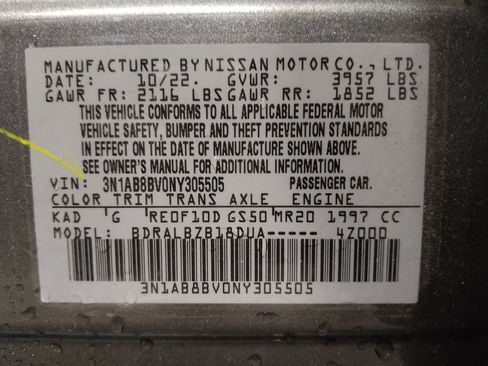 MANUFACTURED BY NISSAN MOTOR CO., LTD.
DATE: 10/22. GVWR: 3957 LBS
GAWR FR: 2116 LBS GAWR RR: 1852 LBS
THIS VEHICLE CONFORMS TO ALL APPLICABLE FEDERAL MOTOR
VEHICLE SAFETY, BUMPER AND THEFT PREVENTION STANDARDS
IN EFFECT ON THE DATE OF MANUFACTURE SHOWN ABOVE.
SEE OWNER'S MANUAL FOR ADDITIONAL INFORMATION.
VIN: 3N1AB8BV0NY305505 PASSENGER CAR.
COLOR TRIM TRANS AXLE ENGINE
KAD G RE0F10D GS50 MR20 1997 CC
MODEL: BDRALBZB18DUA----- 4Z000
3N1AB8BV0NY305505